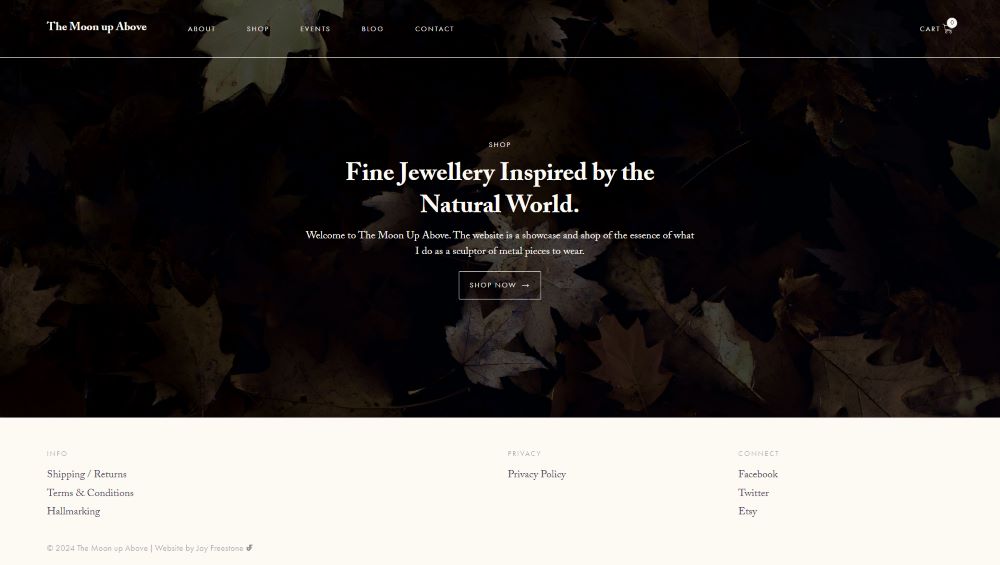 The Moon up Above
ABOUT
SHOP
EVENTS
BLOG
CONTACT
CART
0
SHOP
Fine Jewellery Inspired by the
Natural World.
Welcome to The Moon Up Above. The website is a showcase and shop of the essence of what
I do as a sculptor of metal pieces to wear.
SHOP NOW →
INFO
Shipping / Returns
Terms & Conditions
Hallmarking
PRIVACY
Privacy Policy
CONNECT
Facebook
Twitter
Etsy
© 2024 The Moon up Above | Website by Jay Freestone